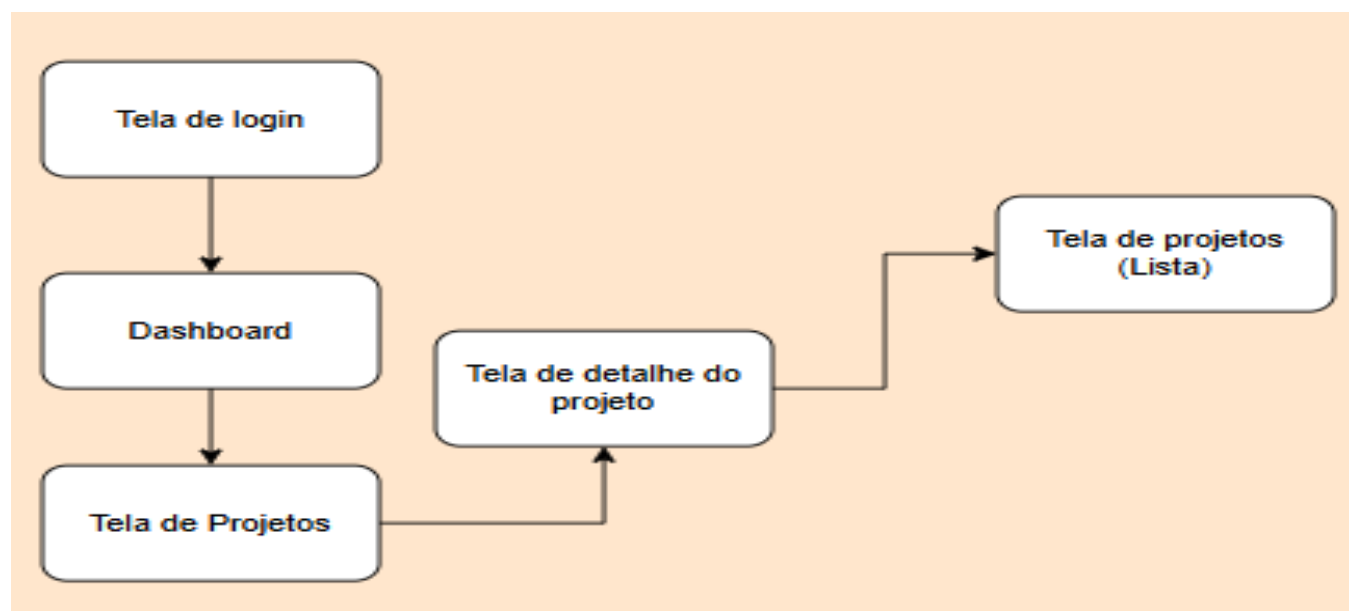 Tela de login
Dashboard
Tela de Projetos
Tela de detalhe do
projeto
Tela de projetos
(Lista)